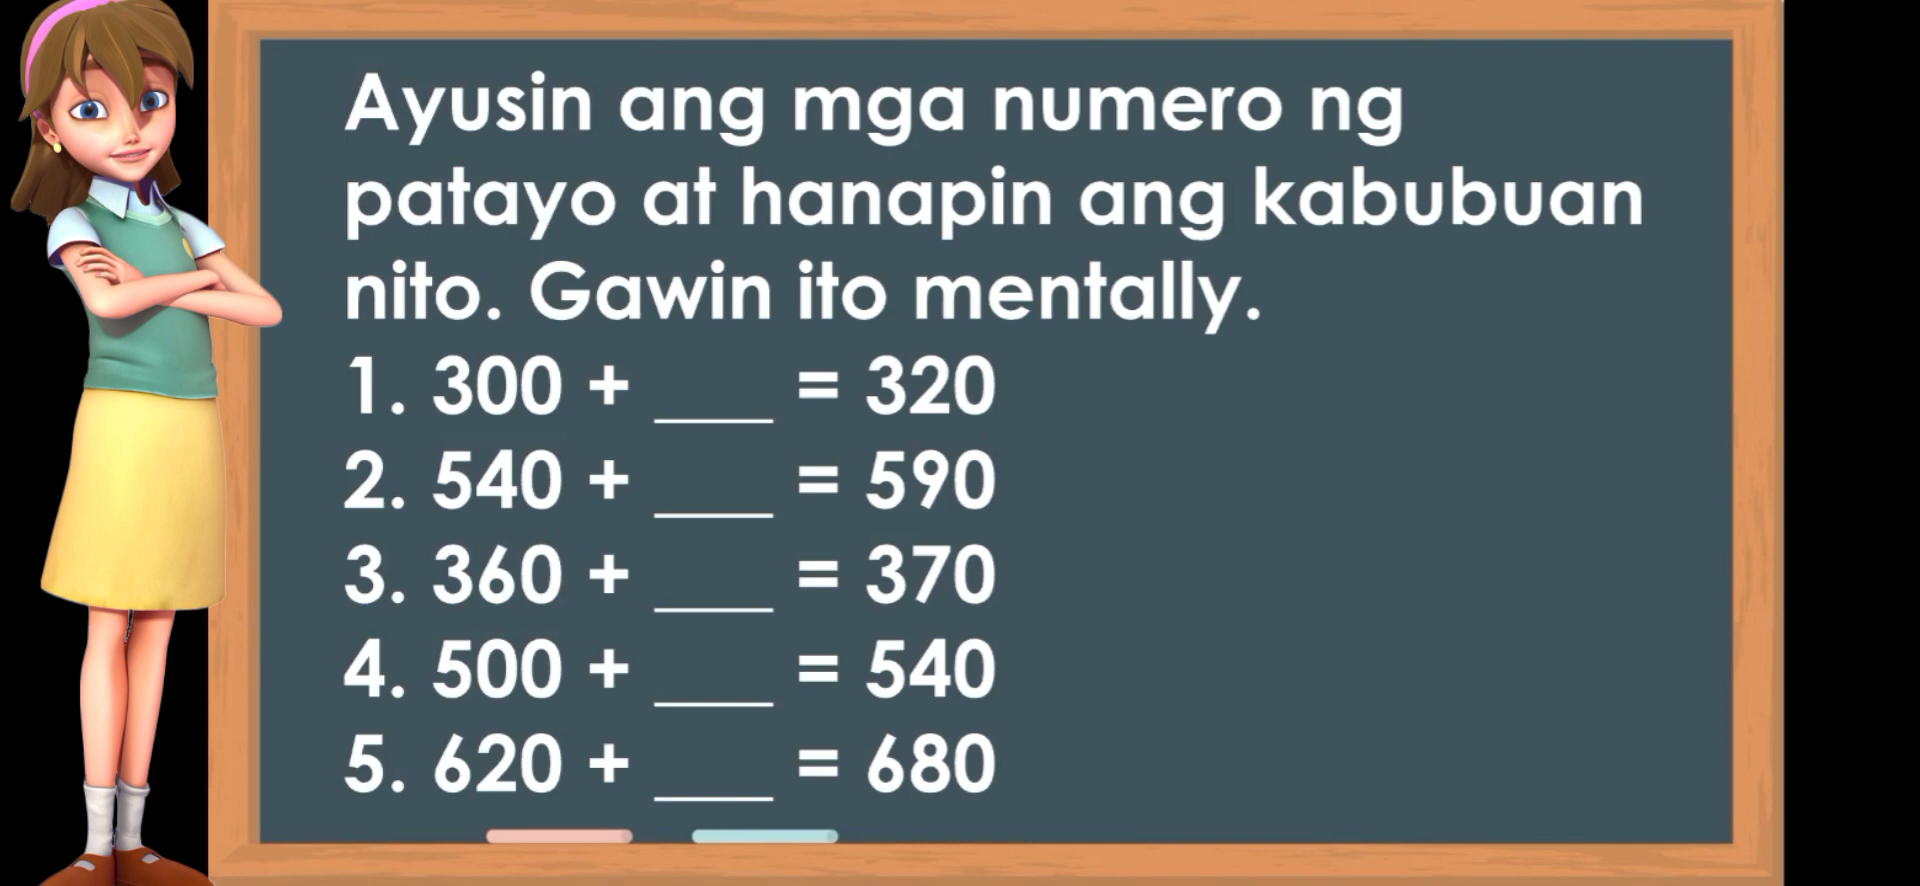 Ayusin ang mga numero ng
patayo at hanapin ang kabubuan
nito. Gawin ito mentally.
1. 300 + ___ = 320
2. 540 + ___ = 590
3. 360 + ___ = 370
4. 500 + ___ = 540
5. 620 + ___ = 680